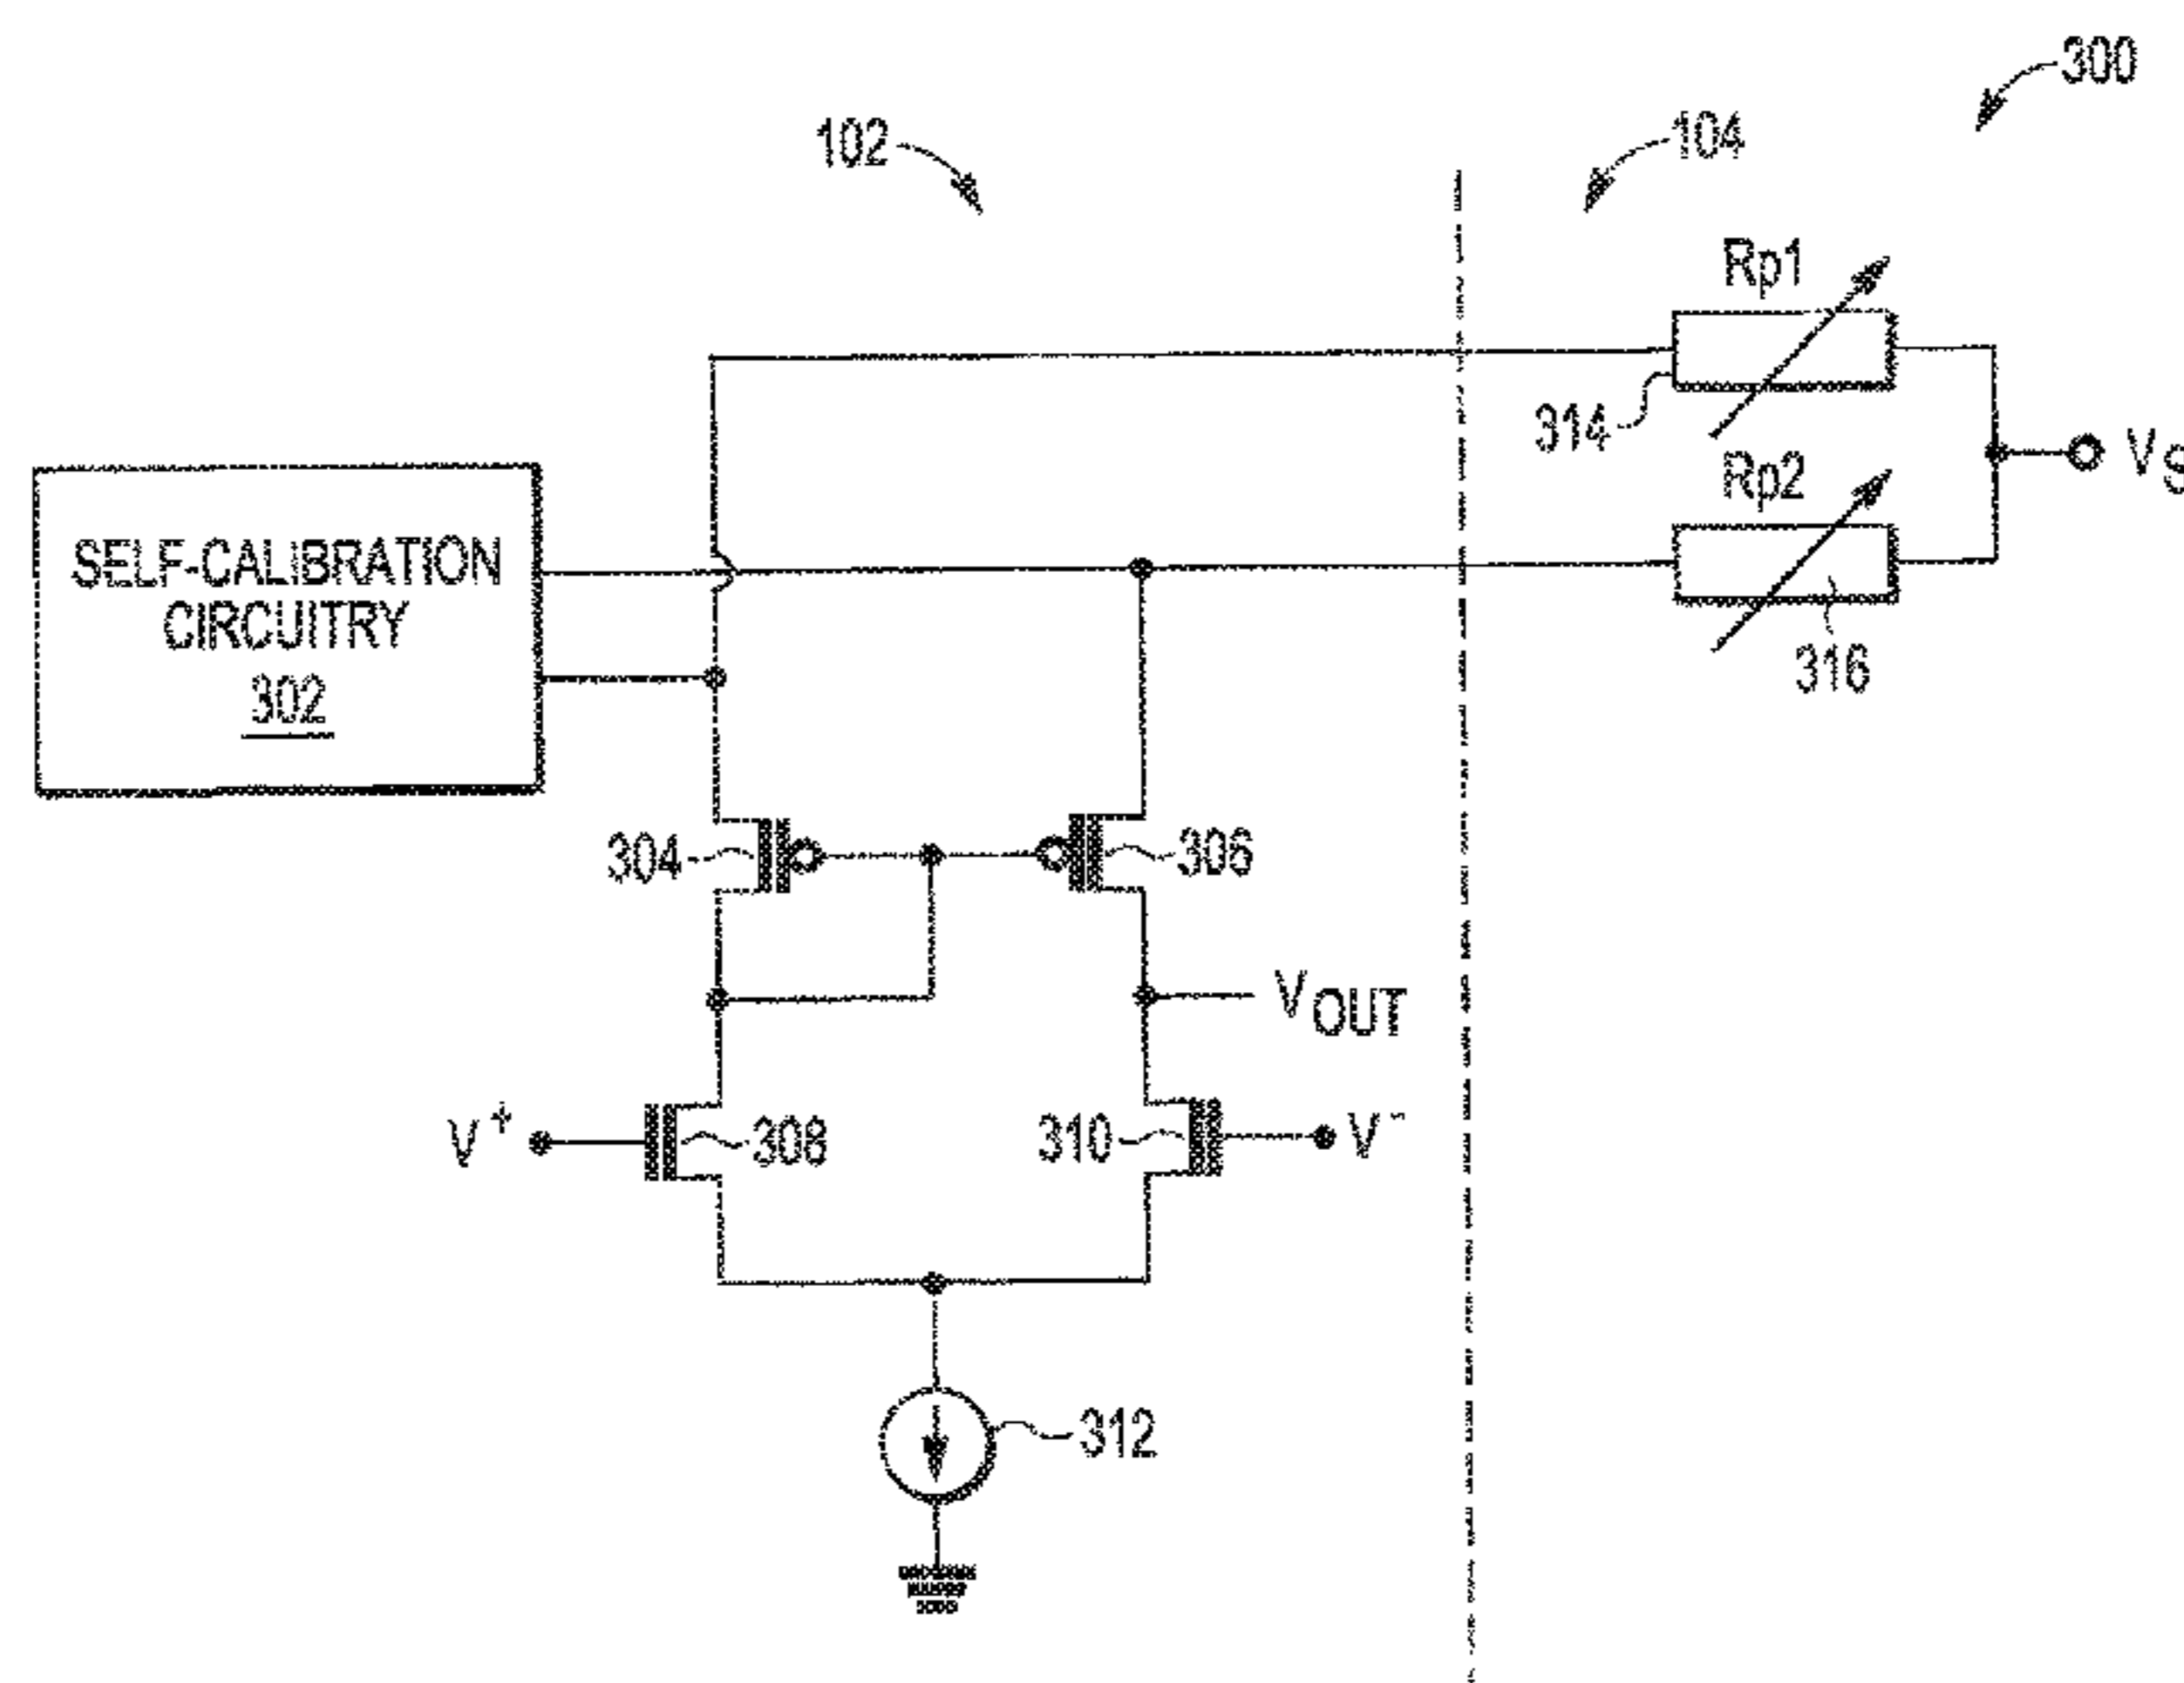 300
102
104
Rp1
314
Rp2
VS
316
SELF-CALIBRATION
CIRCUITRY
302
304
306
VOUT
V+
308
310
V-
312